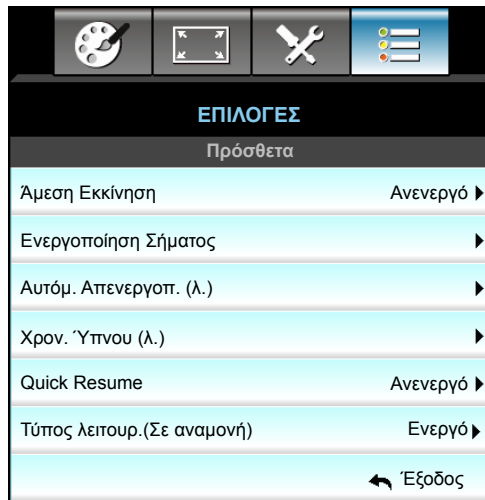 ΕΠΙΛΟΓΕΣ
Πρόσθετα
Άμεση Εκκίνηση Ανενεργό
Ενεργοποίηση Σήματος
Αυτόμ. Απενεργοπ. (λ.)
Χρον. Ύπνου (λ.)
Quick Resume Ανενεργό
Τύπος λειτουρ.(Σε αναμονή) Ενεργό
Έξοδος